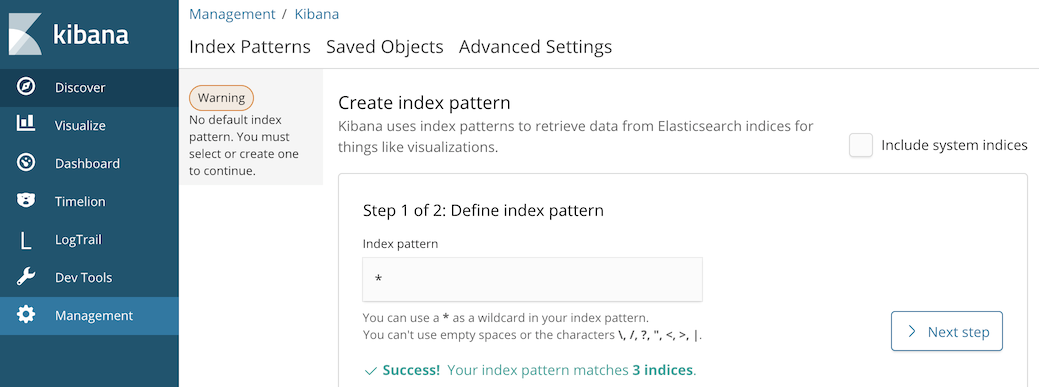 kibana
Discover
Visualize
Dashboard
Timelion
LogTrail
Dev Tools
Management
Management / Kibana
Index Patterns Saved Objects Advanced Settings
Warning
No default index
pattern. You must
select or create one
to continue.
Create index pattern
Kibana uses index patterns to retrieve data from Elasticsearch indices for
things like visualizations.
Include system indices
Step 1 of 2: Define index pattern
Index pattern
*
You can use a * as a wildcard in your index pattern.
You can't use empty spaces or the characters \, /, ?, ", <, >, |.
Next step
Success! Your index pattern matches 3 indices.